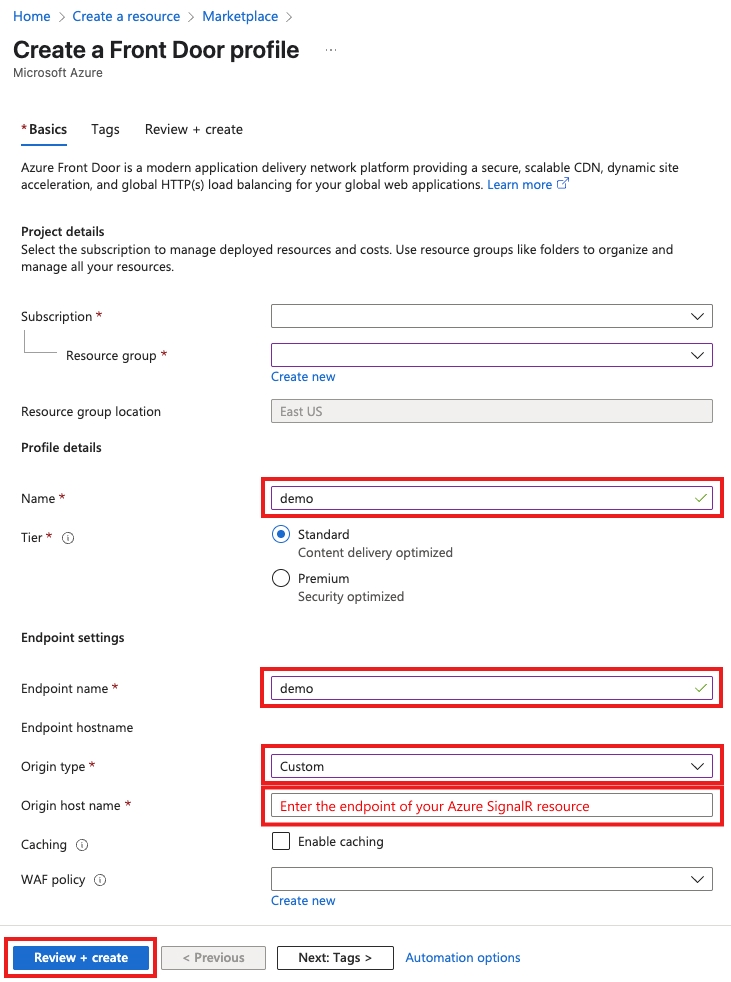 Home > Create a resource > Marketplace >
Create a Front Door profile ...
Microsoft Azure
* Basics Tags Review + create
Azure Front Door is a modern application delivery network platform providing a secure, scalable CDN, dynamic site
acceleration, and global HTTP(s) load balancing for your global web applications. Learn more
Project details
Select the subscription to manage deployed resources and costs. Use resource groups like folders to organize and
manage all your resources.
Subscription *
Resource group *
Create new
Resource group location East US
Profile details
Name * demo
Tier * Standard
Content delivery optimized
Premium
Security optimized
Endpoint settings
Endpoint name * demo
Endpoint hostname
Origin type * Custom
Origin host name * Enter the endpoint of your Azure SignalR resource
Caching Enable caching
WAF policy
Create new
Review + create < Previous Next: Tags > Automation options